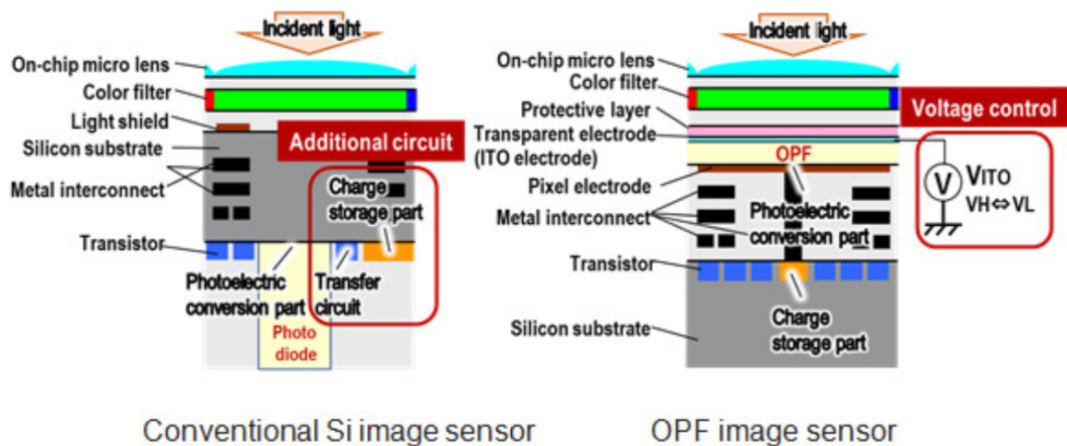 Incident light
On-chip micro lens
Color filter
Light shield
Silicon substrate
Additional circuit
Metal interconnect
Charge
storage part
Transistor
Photoelectric
conversion part
Transfer
circuit
Photo
diode
Conventional Si image sensor
Incident light
On-chip micro lens
Color filter
Protective layer
Voltage control
Transparent electrode
(ITO electrode)
OPF
Pixel electrode
V
VITO
VH⇔VL
Metal interconnect
Photoelectric
conversion part
Transistor
Silicon substrate
Charge
storage part
OPF image sensor